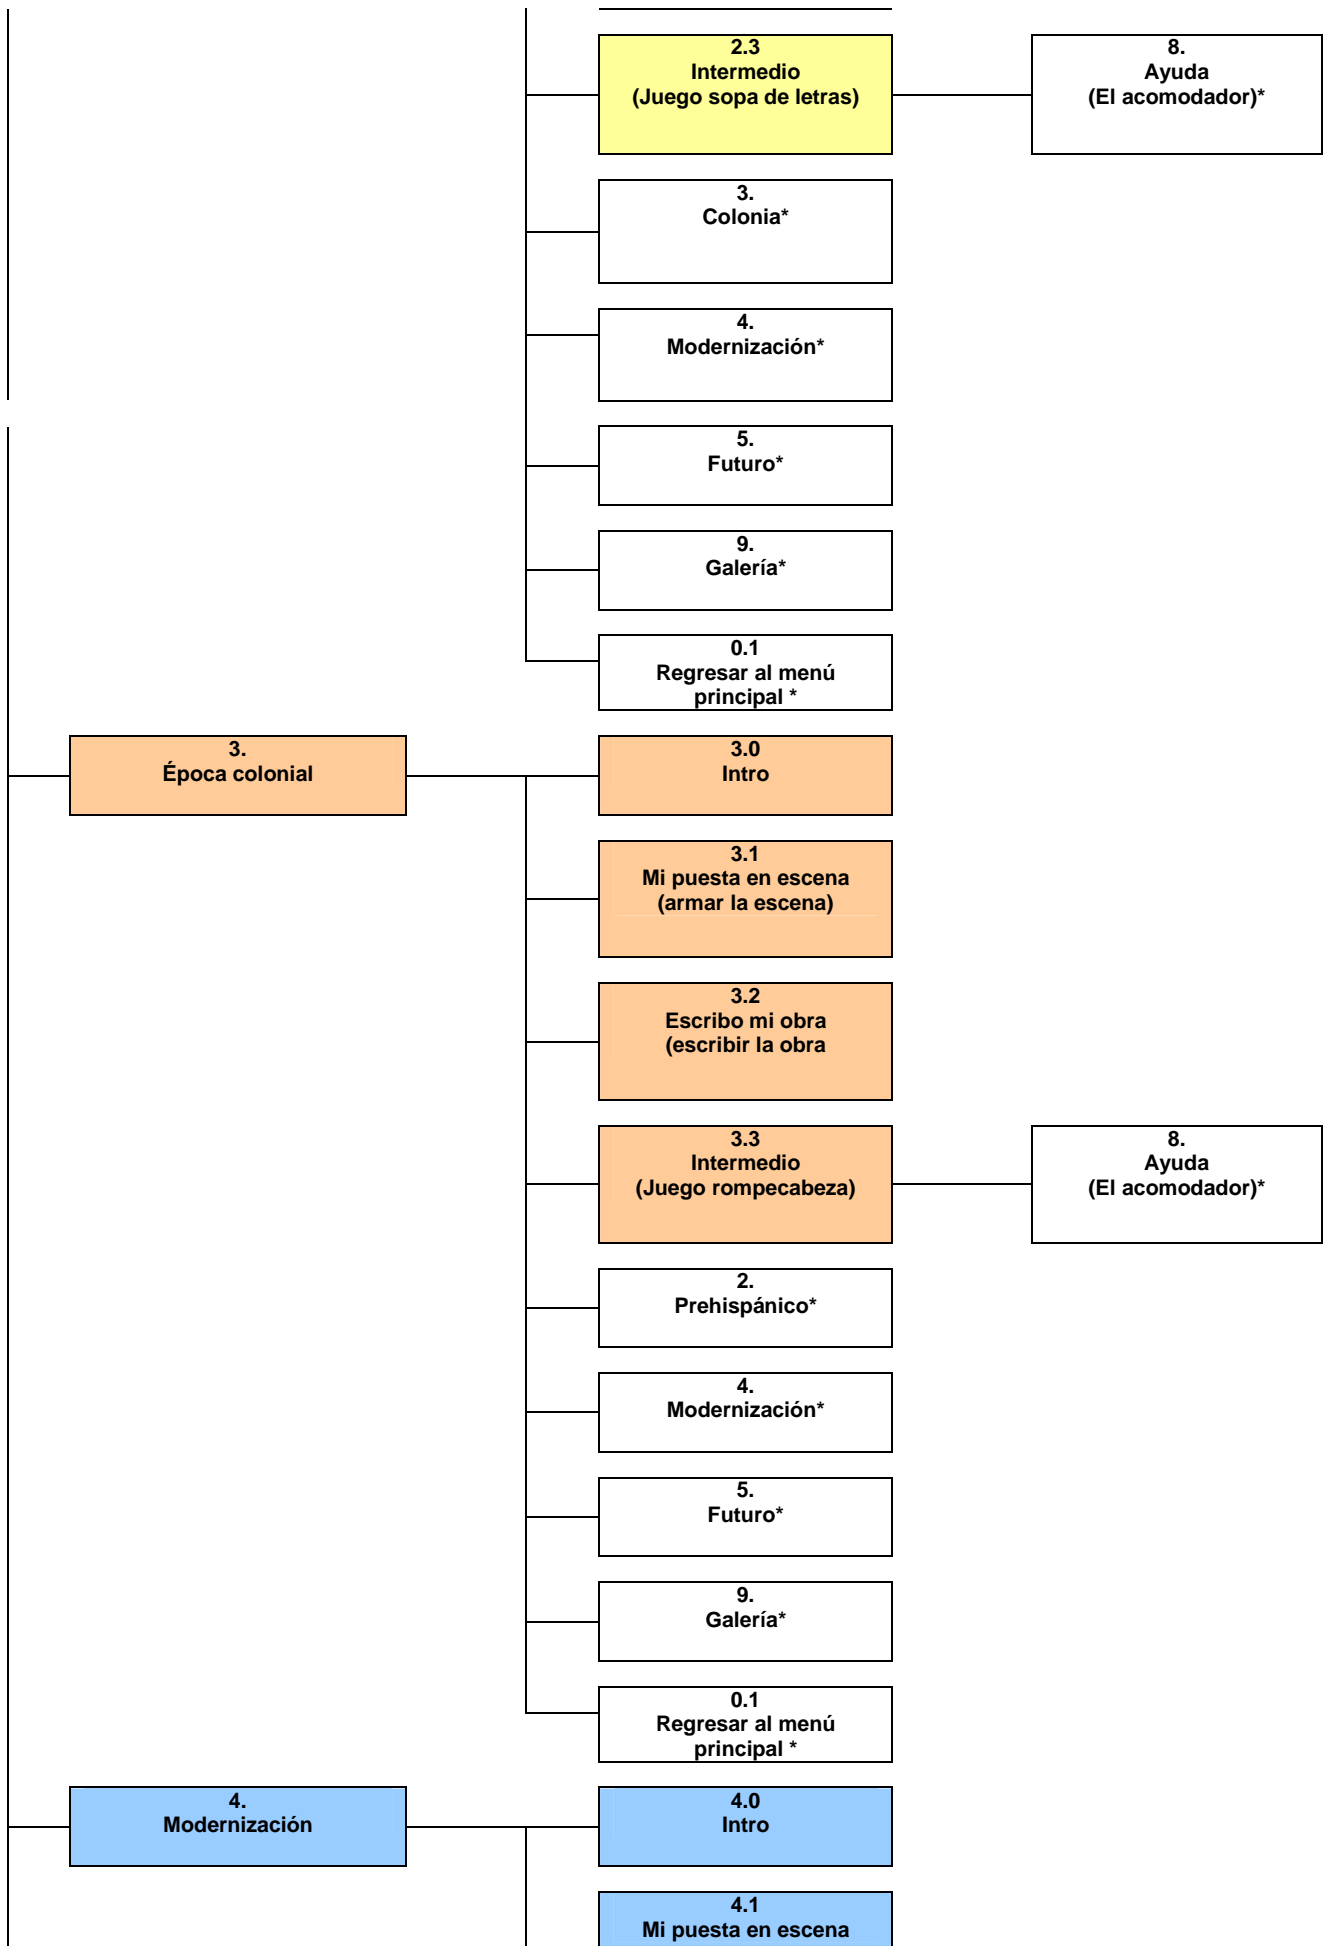 2.3
Intermedio
(Juego sopa de letras)
8.
Ayuda
(El acomodador)*
3.
Colonia*
4.
Modernización*
5.
Futuro*
9.
Galería*
0.1
Regresar al menú
principal *
3.
Época colonial
3.0
Intro
3.1
Mi puesta en escena
(armar la escena)
3.2
Escribo mi obra
(escribir la obra
3.3
Intermedio
(Juego rompecabeza)
8.
Ayuda
(El acomodador)*
2.
Prehispánico*
4.
Modernización*
5.
Futuro*
9.
Galería*
0.1
Regresar al menú
principal *
4.
Modernización
4.0
Intro
4.1
Mi puesta en escena